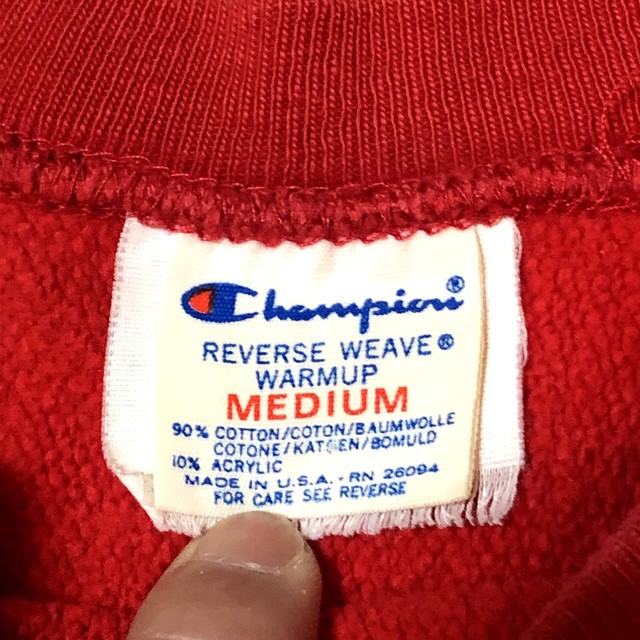 Champion®
REVERSE WEAVE®
WARMUP
MEDIUM
90% COTTON/COTON/BAUMWOLLE
COTONE/KATOEN/BOMULD
10% ACRYLIC
MADE IN U.S.A. - RN 26094
FOR CARE SEE REVERSE